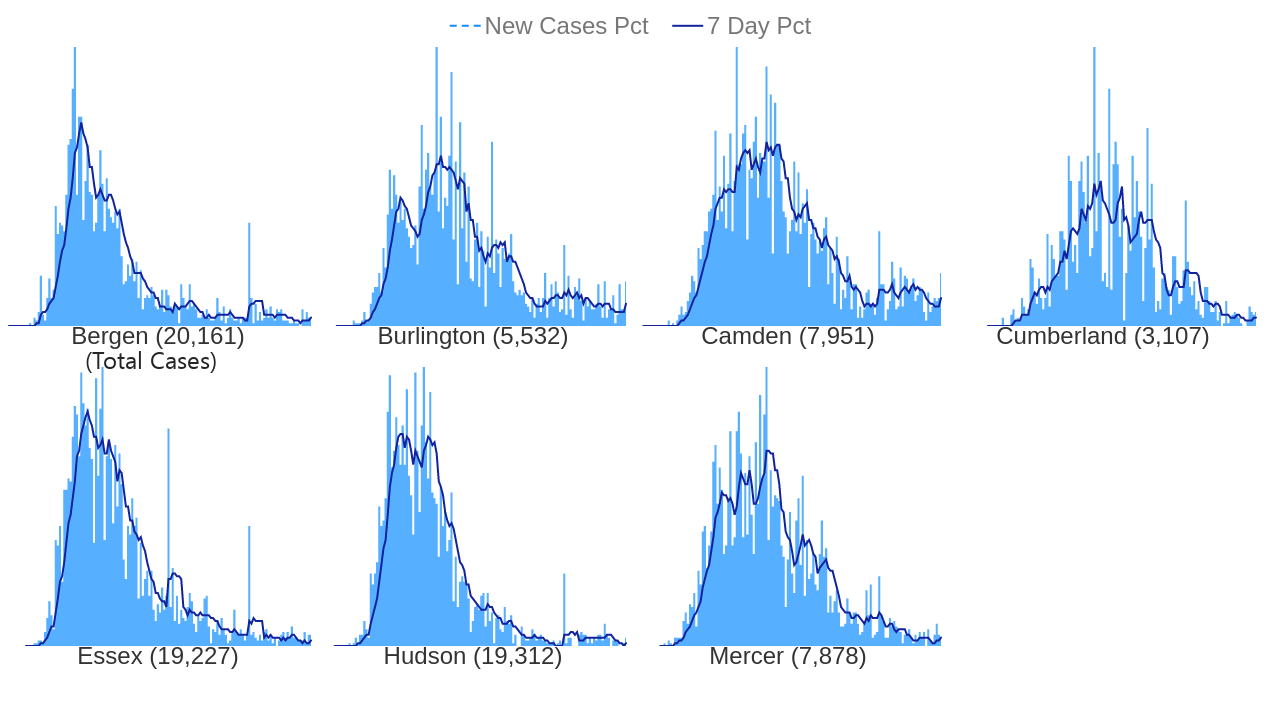 New Cases Pct 7 Day Pct
Bergen (20,161) Burlington (5,532) Camden (7,951) Cumberland (3,107)
(Total Cases)
Essex (19,227) Hudson (19,312) Mercer (7,878)